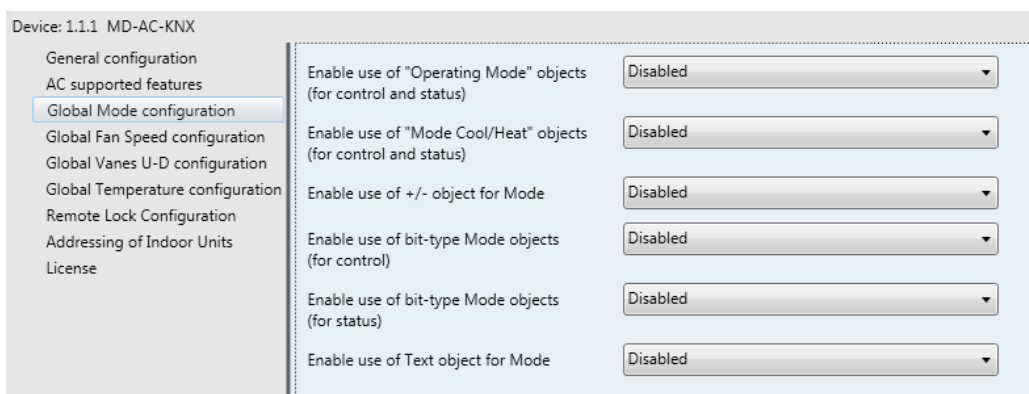 Device: 1.1.1 MD-AC-KNX
General configuration
AC supported features
Global Mode configuration
Global Fan Speed configuration
Global Vanes U-D configuration
Global Temperature configuration
Remote Lock Configuration
Addressing of Indoor Units
License
Enable use of "Operating Mode" objects
(for control and status)
Disabled
Enable use of "Mode Cool/Heat" objects
(for control and status)
Disabled
Enable use of +/- object for Mode
Disabled
Enable use of bit-type Mode objects
(for control)
Disabled
Enable use of bit-type Mode objects
(for status)
Disabled
Enable use of Text object for Mode
Disabled